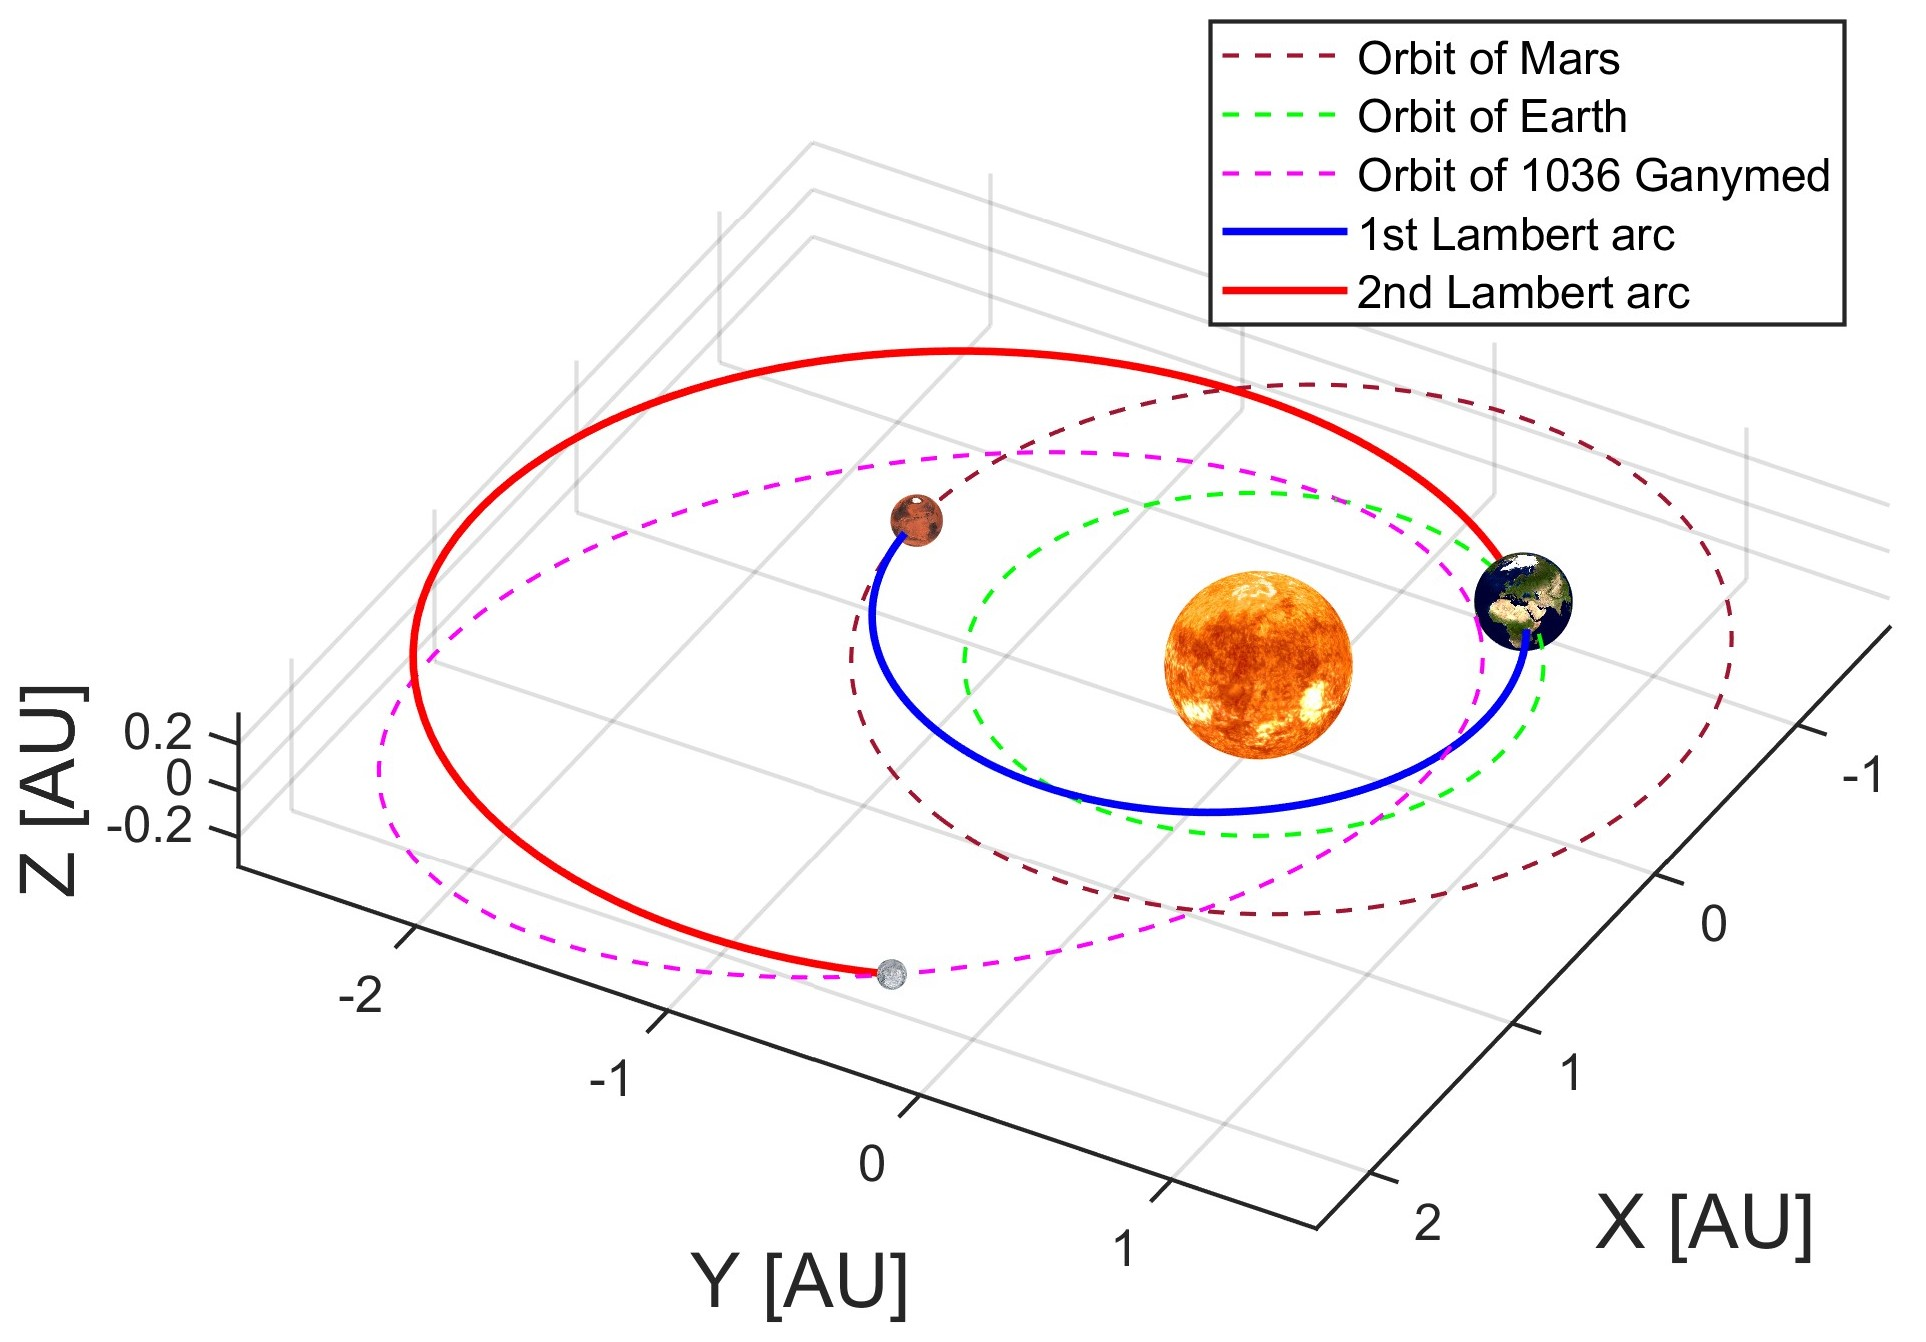 Orbit of Mars
Orbit of Earth
Orbit of 1036 Ganymed
1st Lambert arc
2nd Lambert arc
Z [AU]
0.2
0
-0.2
-2
-1
0
1
Y [AU]
-1
0
1
2
X [AU]